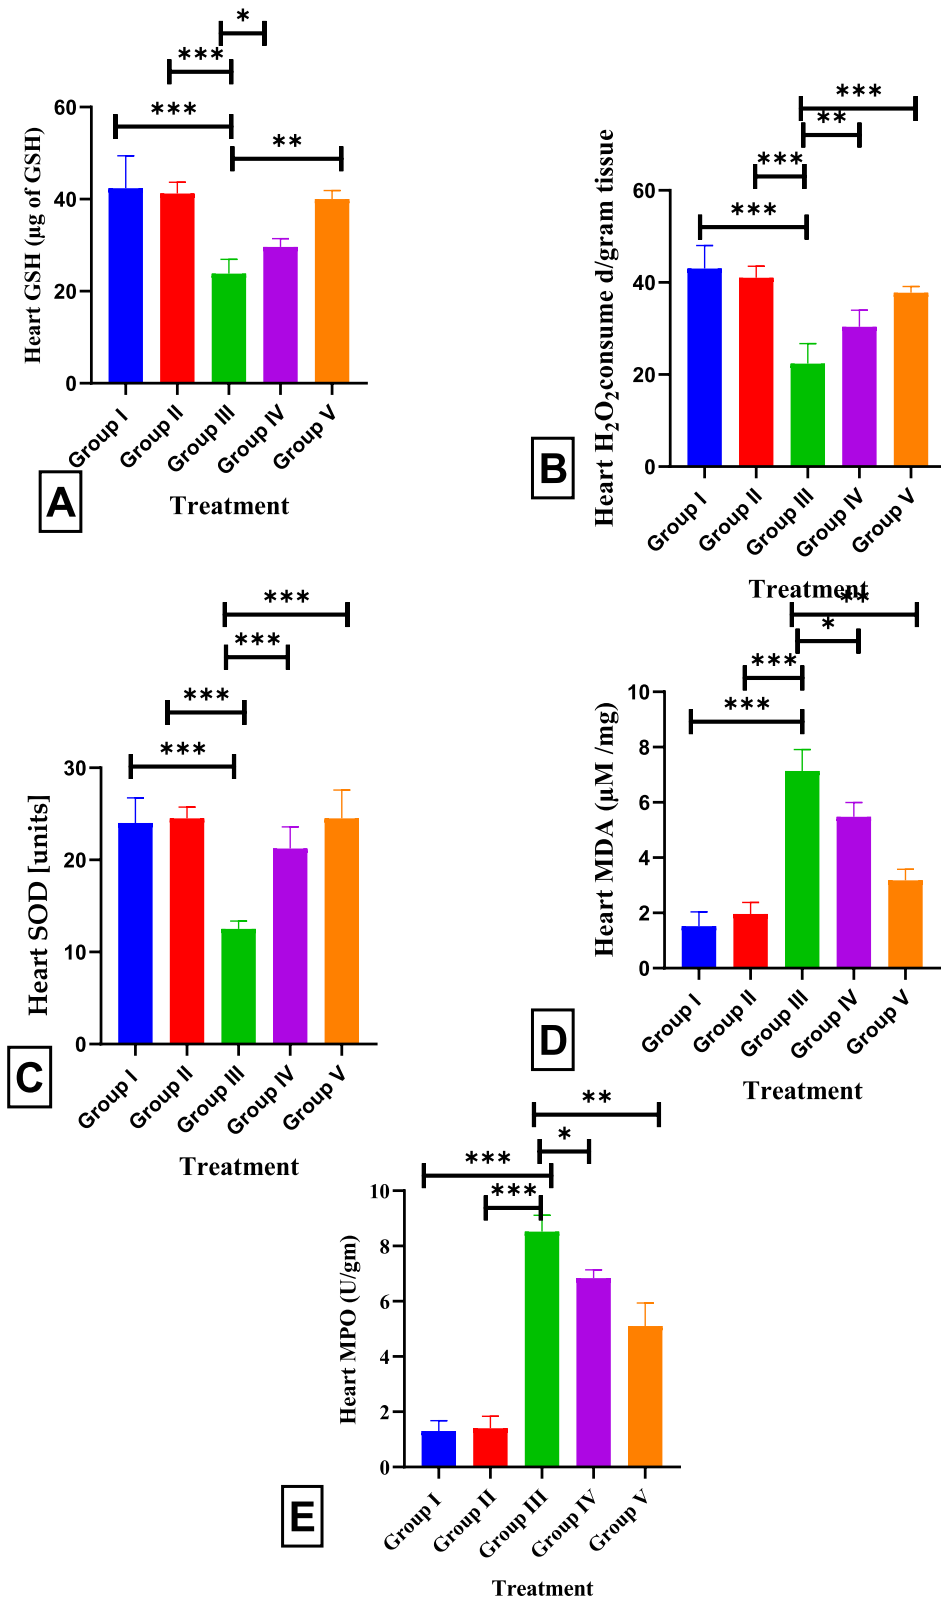 *
***
***
**
60
40
20
0
Heart GSH (µg of GSH)
Group I
Group II
Group III
Group IV
Group V
Treatment
A
***
**
***
***
60
40
20
0
Heart H₂O₂consume d/gram tissue
Group I
Group II
Group III
Group IV
Group V
Treatment
B
***
***
***
***
30
20
10
0
Heart SOD [units]
Group I
Group II
Group III
Group IV
Group V
Treatment
C
**
*
***
***
10
8
6
4
2
0
Heart MDA (µM /mg)
Group I
Group II
Group III
Group IV
Group V
Treatment
D
**
*
***
***
10
8
6
4
2
0
Heart MPO (U/gm)
Group I
Group II
Group III
Group IV
Group V
Treatment
E